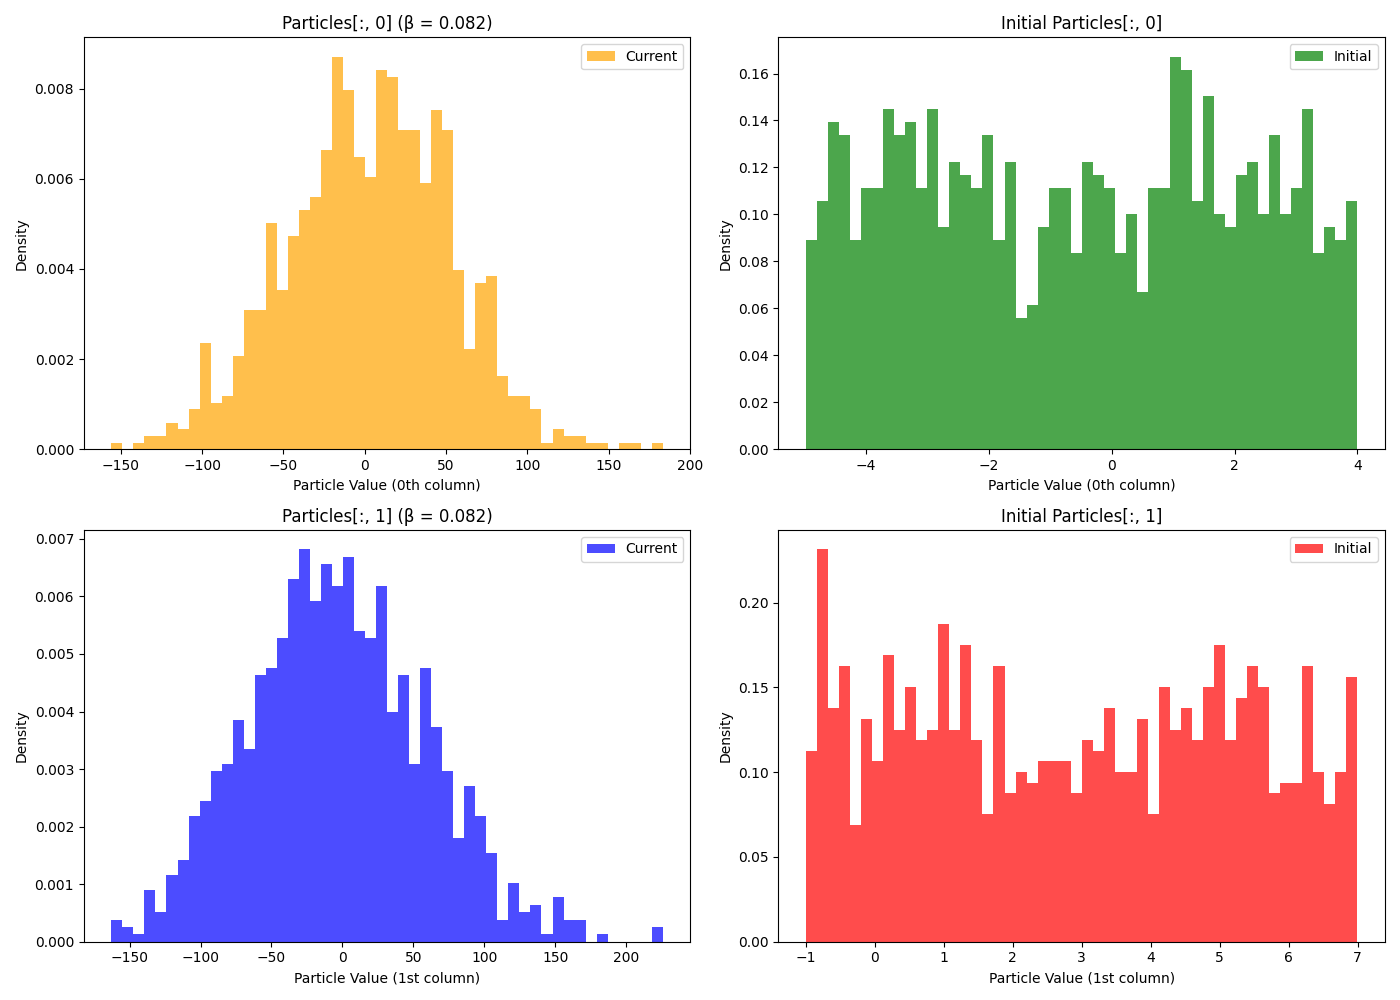 Particles[:, 0] (β = 0.082)
Current
Density
0.008
0.006
0.004
0.002
0.000
−150 −100 −50 0 50 100 150 200
Particle Value (0th column)
Initial Particles[:, 0]
Initial
Density
0.16
0.14
0.12
0.10
0.08
0.06
0.04
0.02
0.00
−4 −2 0 2 4
Particle Value (0th column)
Particles[:, 1] (β = 0.082)
Current
Density
0.007
0.006
0.005
0.004
0.003
0.002
0.001
0.000
−150 −100 −50 0 50 100 150 200
Particle Value (1st column)
Initial Particles[:, 1]
Initial
Density
0.20
0.15
0.10
0.05
0.00
−1 0 1 2 3 4 5 6 7
Particle Value (1st column)